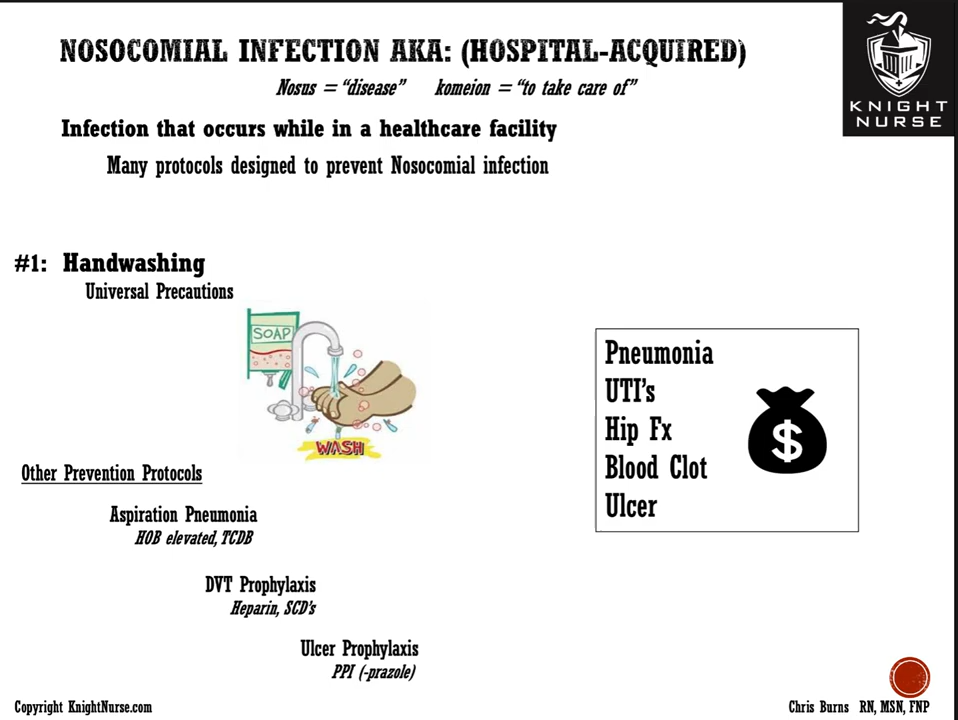 NOSOCOMIAL INFECTION AKA: (HOSPITAL-ACQUIRED)
Nosus = “disease” komeion = “to take care of”
KNIGHT
NURSE
Infection that occurs while in a healthcare facility
Many protocols designed to prevent Nosocomial infection
#1: Handwashing
Universal Precautions
SOAP
WASH
Pneumonia
UTI's
Hip Fx
Blood Clot
Ulcer
$
Other Prevention Protocols
Aspiration Pneumonia
HOB elevated, TCDB
DVT Prophylaxis
Heparin, SCD's
Ulcer Prophylaxis
PPI (-prazole)
Copyright KnightNurse.com
Chris Burns RN, MSN, FNP